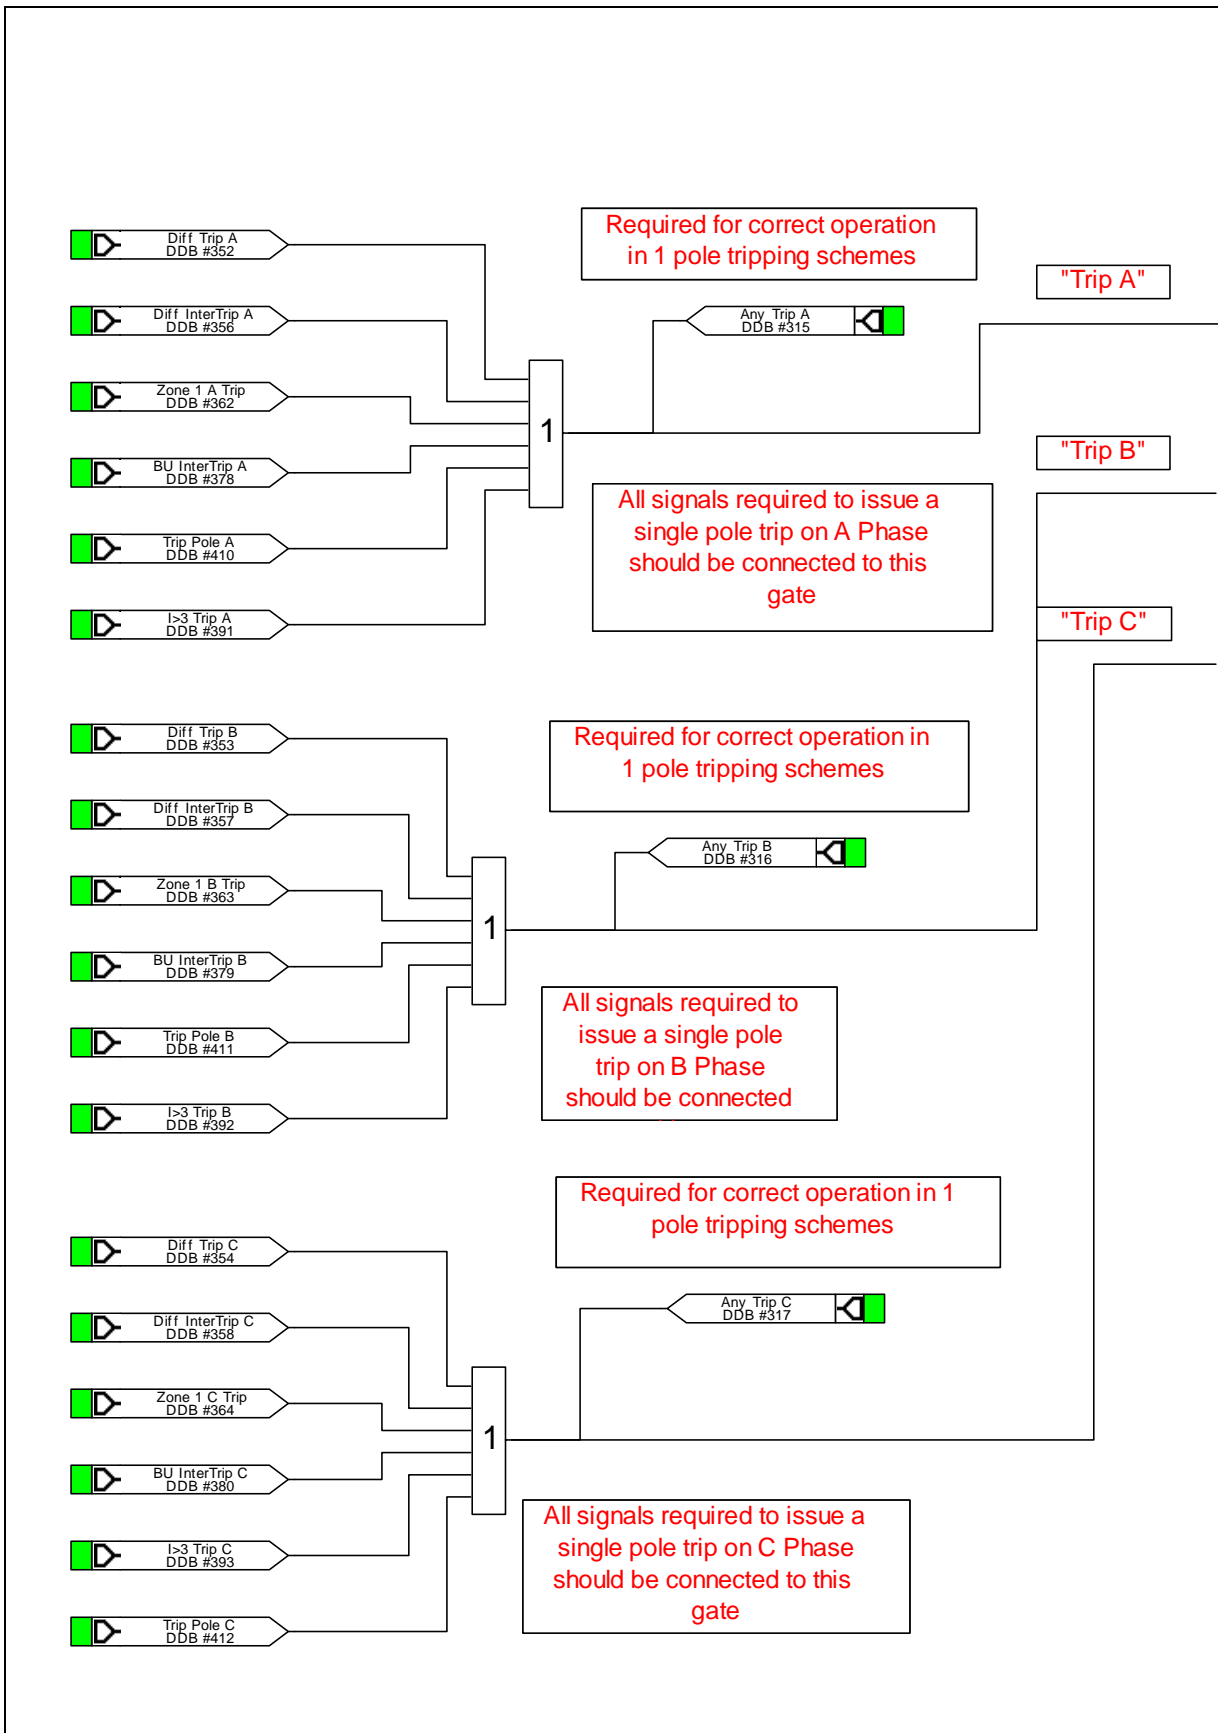 Diff Trip A
DDB #352
Required for correct operation
in 1 pole tripping schemes
"Trip A"
Diff InterTrip A
DDB #356
Any Trip A
DDB #315
Zone 1 A Trip
DDB #362
1
"Trip B"
BU InterTrip A
DDB #378
All signals required to issue a
single pole trip on A Phase
should be connected to this
gate
Trip Pole A
DDB #410
I>3 Trip A
DDB #391
"Trip C"
Diff Trip B
DDB #353
Required for correct operation in
1 pole tripping schemes
Diff InterTrip B
DDB #357
Any Trip B
DDB #316
Zone 1 B Trip
DDB #363
1
BU InterTrip B
DDB #379
All signals required to
issue a single pole
trip on B Phase
should be connected
Trip Pole B
DDB #411
I>3 Trip B
DDB #392
Required for correct operation in 1
pole tripping schemes
Diff Trip C
DDB #354
Diff InterTrip C
DDB #358
Any Trip C
DDB #317
Zone 1 C Trip
DDB #364
1
BU InterTrip C
DDB #380
All signals required to issue a
single pole trip on C Phase
should be connected to this
gate
I>3 Trip C
DDB #393
Trip Pole C
DDB #412